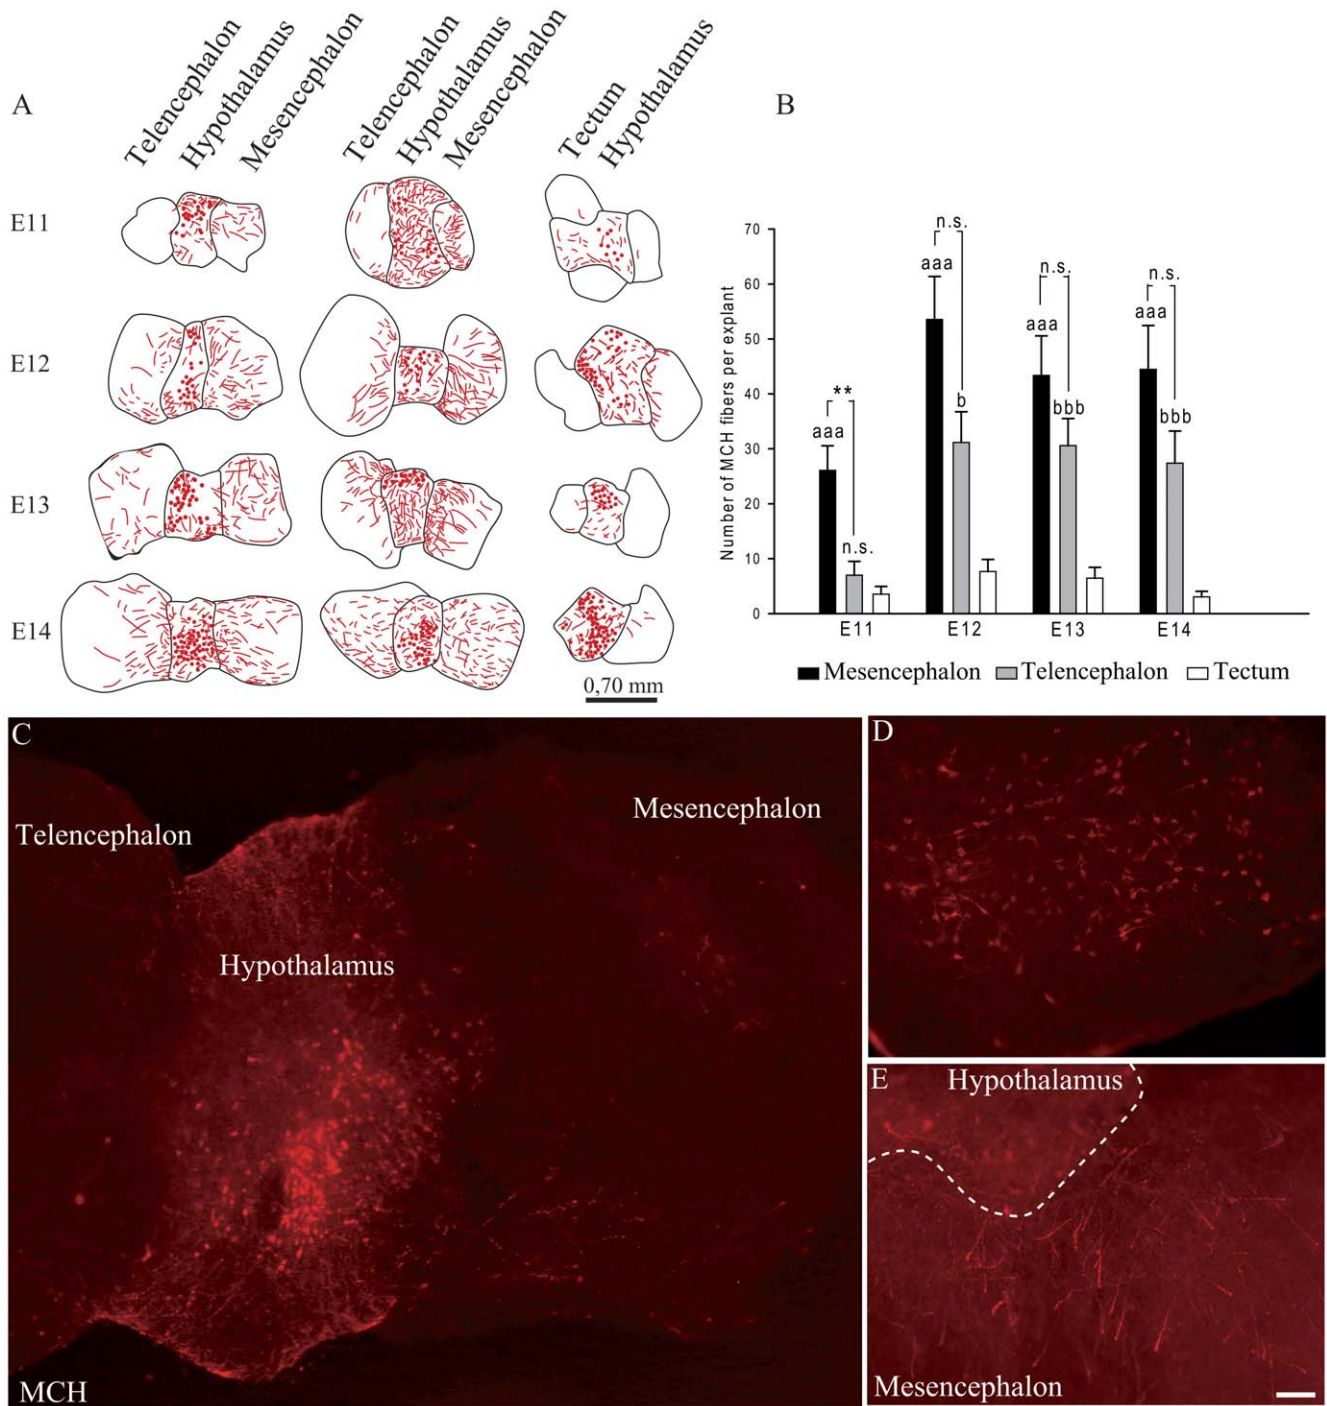 A
Telencephalon
Hypothalamus
Mesencephalon
Telencephalon
Hypothalamus
Mesencephalon
Tectum
Hypothalamus
E11
E12
E13
E14
0,70 mm
B
Number of MCH fibers per explant
70
60
50
40
30
20
10
0
aaa
**
n.s.
aaa
n.s.
b
aaa
n.s.
bbb
aaa
n.s.
bbb
E11 E12 E13 E14
Mesencephalon Telencephalon Tectum
C
Telencephalon
Mesencephalon
Hypothalamus
MCH
D
E
Hypothalamus
Mesencephalon